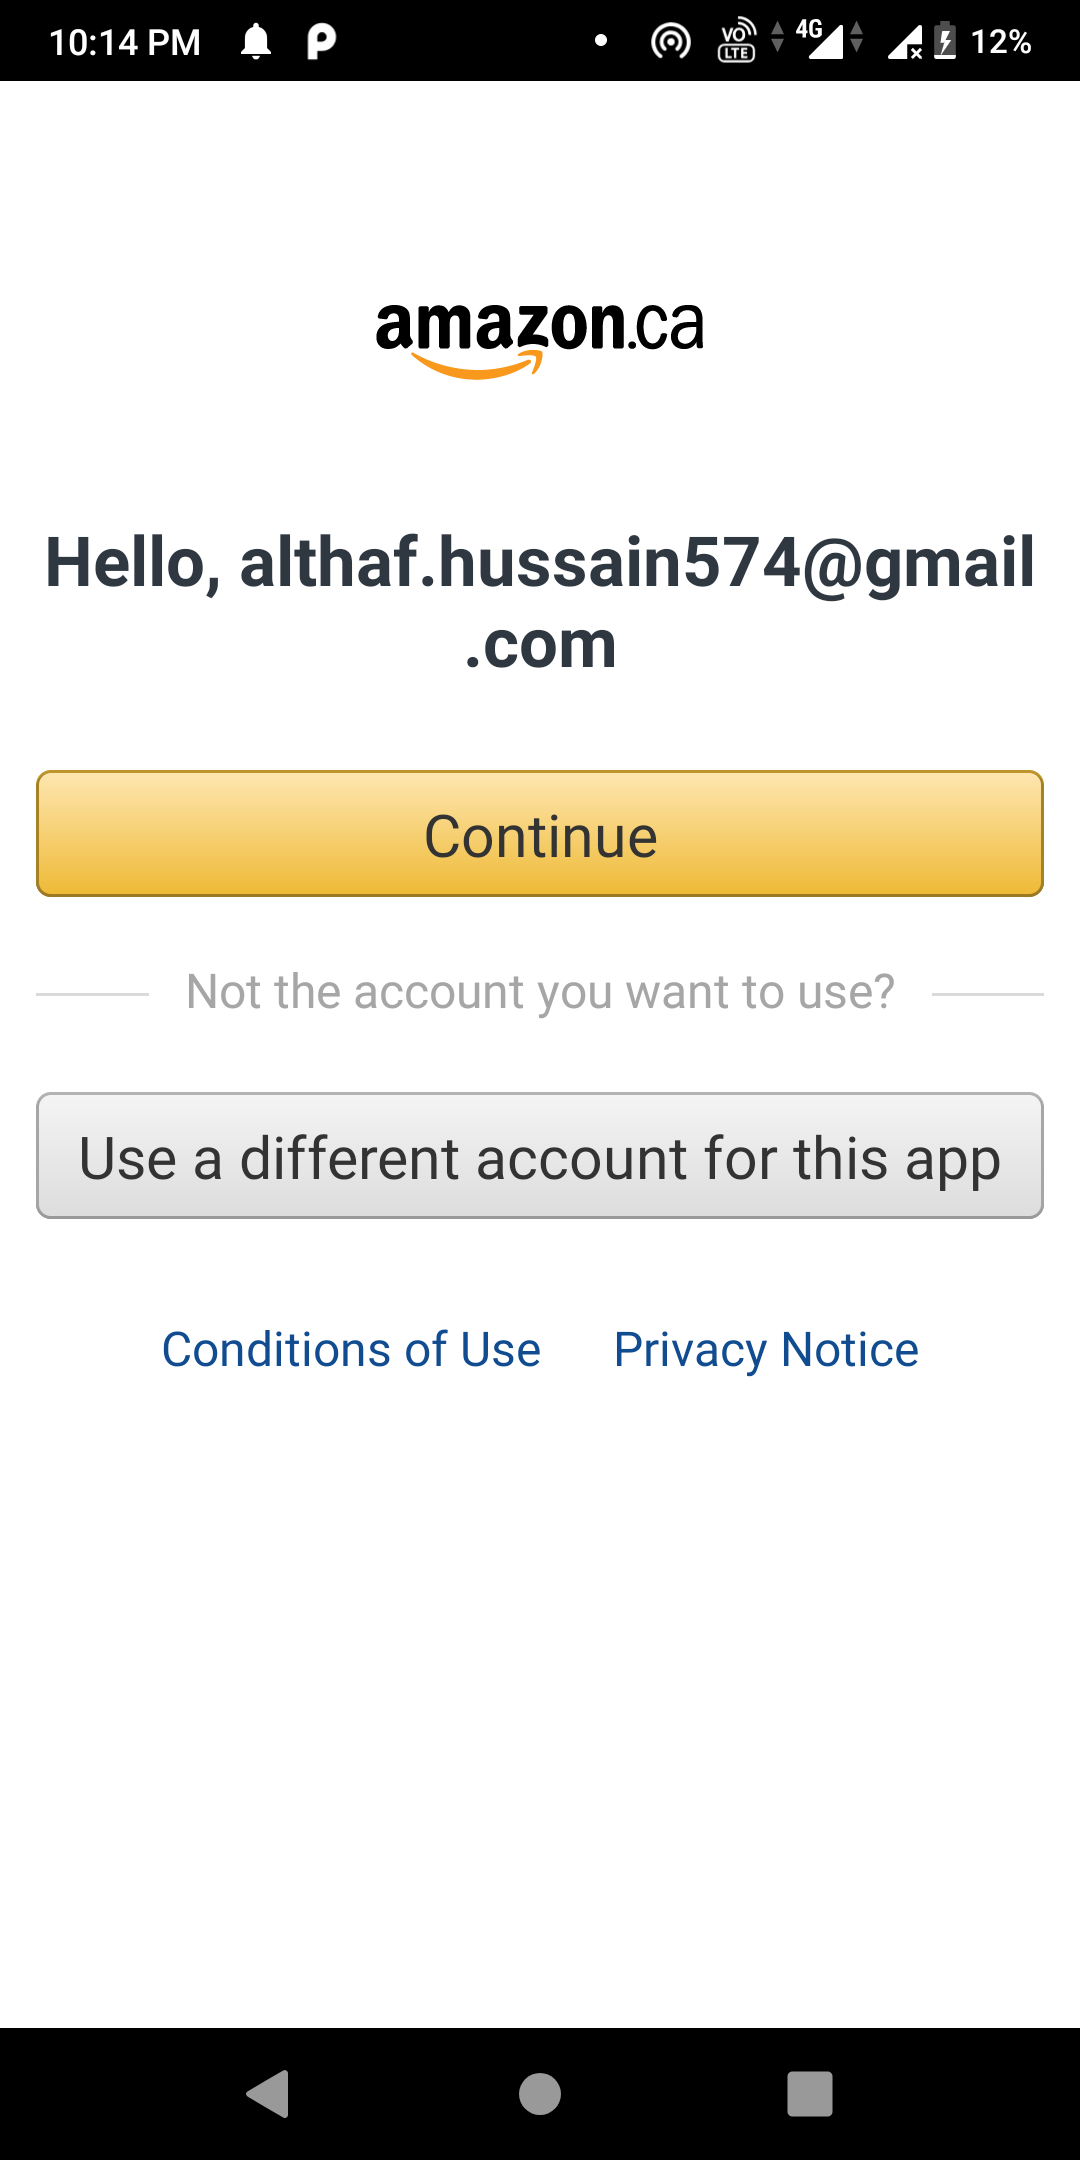 10:14 PM VO LTE 4G 12%
amazon.ca
Hello, althaf.hussain574@gmail
.com
Continue
Not the account you want to use?
Use a different account for this app
Conditions of Use Privacy Notice